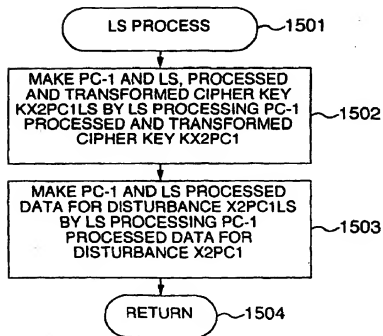 LS PROCESS
1501
MAKE PC-1 AND LS, PROCESSED
AND TRANSFORMED CIPHER KEY
KX2PC1LS BY LS PROCESSING PC-1
PROCESSED AND TRANSFORMED
CIPHER KEY KX2PC1
1502
MAKE PC-1 AND LS PROCESSED
DATA FOR DISTURBANCE X2PC1LS
BY LS PROCESSING PC-1
PROCESSED DATA FOR
DISTURBANCE X2PC1
1503
RETURN
1504